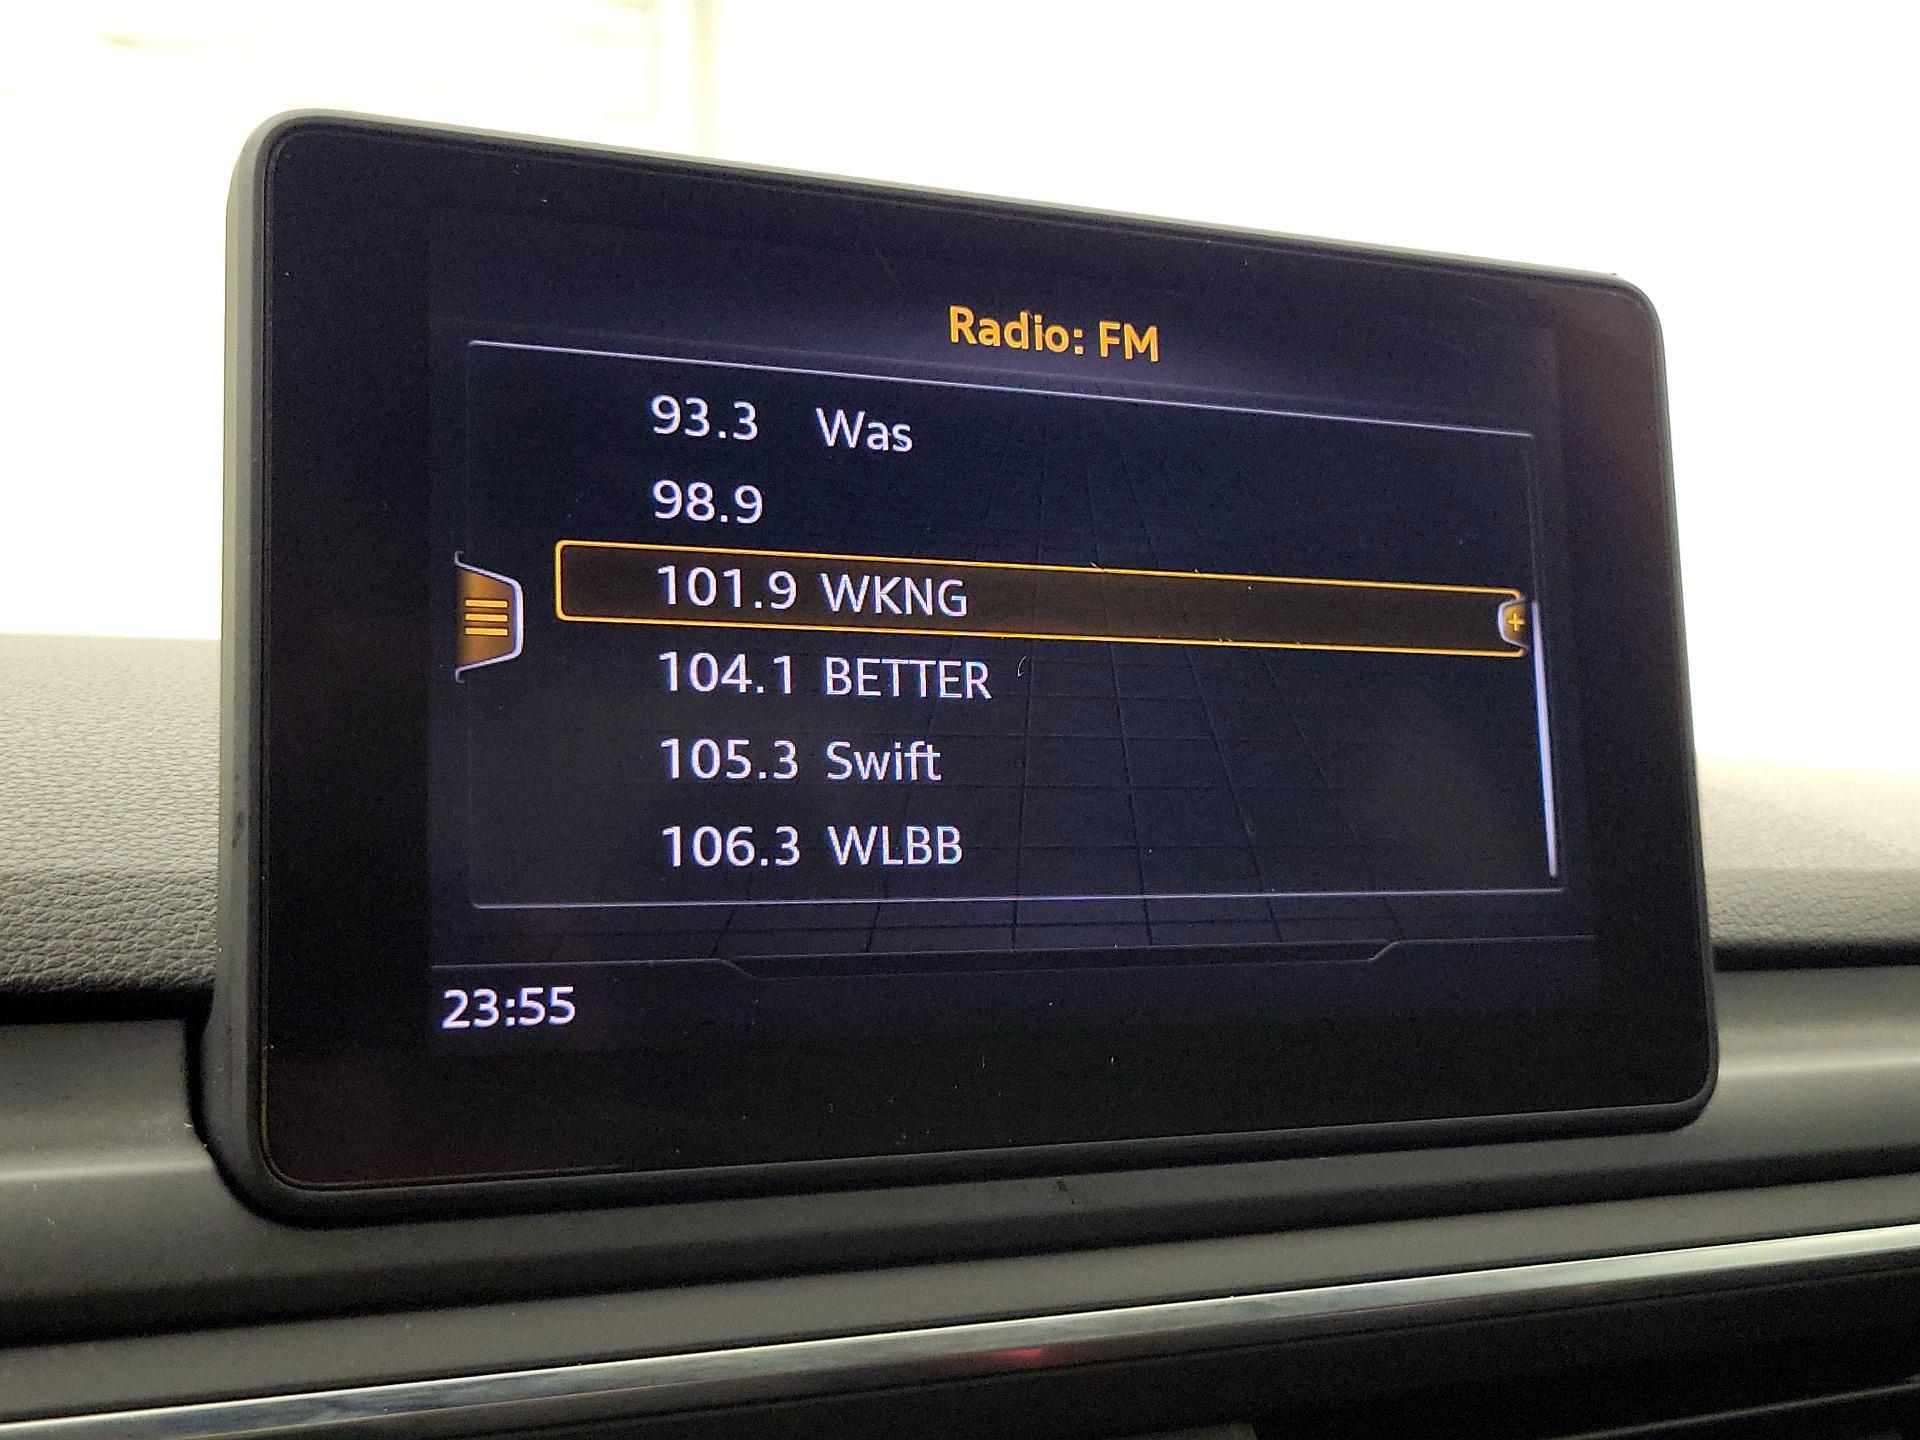 Radio: FM
93.3 Was
98.9
101.9 WKNG
104.1 BETTER
105.3 Swift
106.3 WLBB
23:55